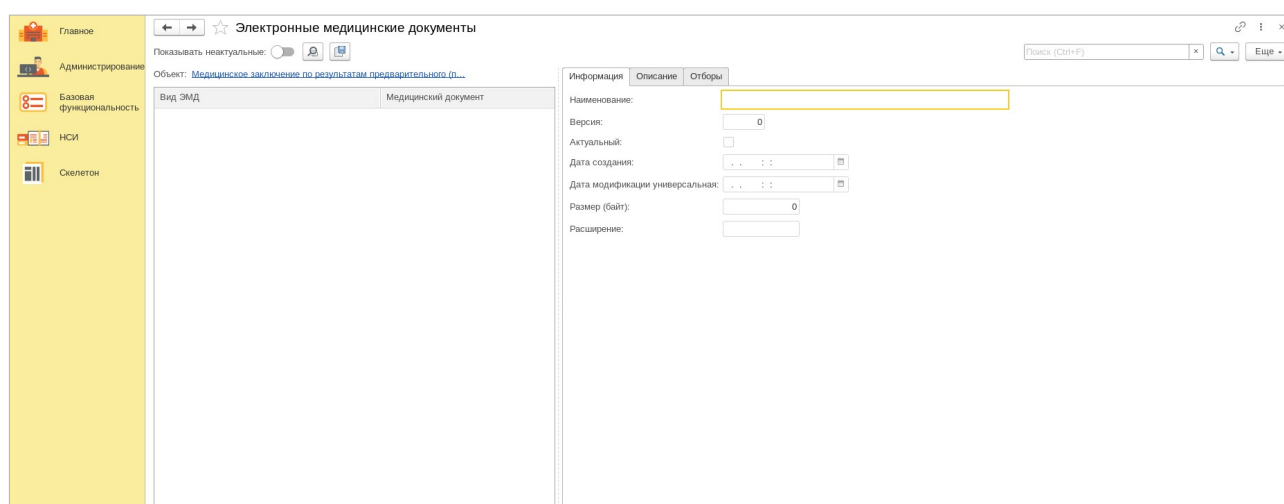 Главное
Администрирование
Базовая
функциональность
НСИ
Скелетон
Электронные медицинские документы
Показывать неактуальные:
Поиск (Ctrl+F)
×
Еще
Объект: Медицинское заключение по результатам предварительного (п...
Вид ЭМД Медицинский документ
Информация Описание Отборы
Наименование:
Версия: 0
Актуальный:
Дата создания: . . : :
Дата модификации универсальная: . . : :
Размер (байт): 0
Расширение: